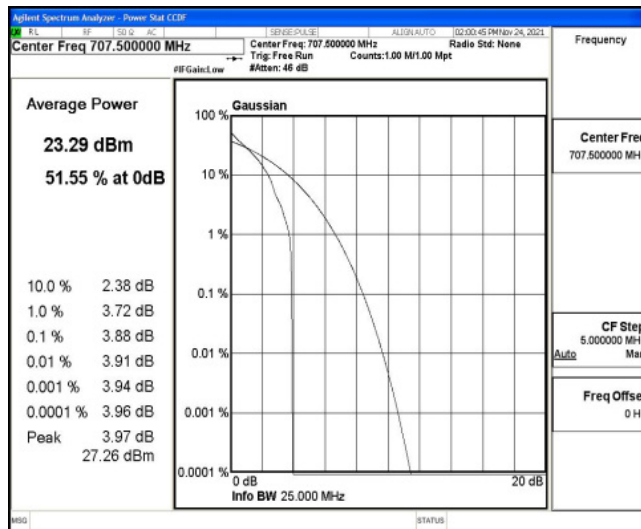 Agilent Spectrum Analyzer - Power Stat CCDF
RL RF 50 Ω AC SENSE:PULSE ALIGN AUTO 02:00:45 PM Nov 24, 2021
Center Freq 707.500000 MHz
Center Freq: 707.500000 MHz Radio Std: None
Trig: Free Run Counts:1.00 M/1.00 Mpt
#IFGain:Low #Atten: 46 dB
Frequency
Average Power
23.29 dBm
51.55 % at 0dB
10.0 % 2.38 dB
1.0 % 3.72 dB
0.1 % 3.88 dB
0.01 % 3.91 dB
0.001 % 3.94 dB
0.0001 % 3.96 dB
Peak 3.97 dB
27.26 dBm
Gaussian
100 %
10 %
1 %
0.1 %
0.01 %
0.001 %
0.0001 %
0 dB 20 dB
Info BW 25.000 MHz
Center Freq
707.500000 MH
CF Step
5.000000 MH
Auto Ma
Freq Offse
0 H
MSG STATUS